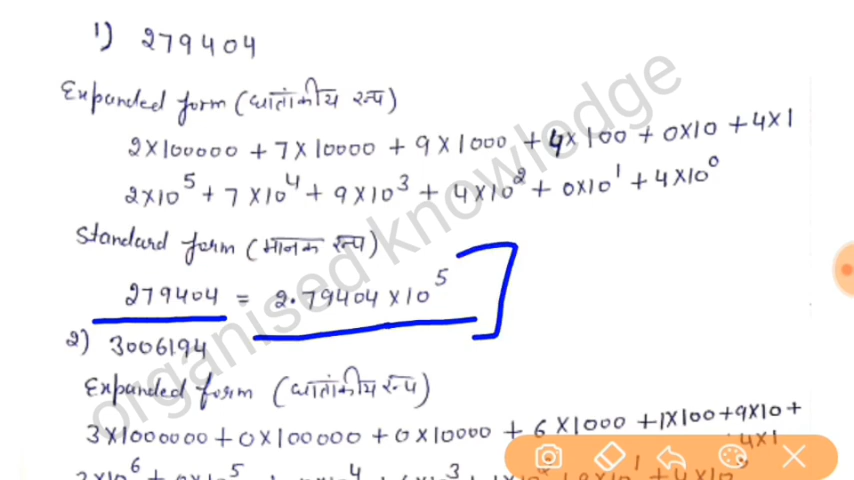 1) 279404
Expanded form (घातांकीय रूप)
2×100000 + 7×10000 + 9×1000 + 4×100 + 0×10 + 4×1
2×10⁵ + 7×10⁴ + 9×10³ + 4×10² + 0×10¹ + 4×10⁰
Standard form (मानक रूप)
279404 = 2.79404×10⁵
2) 3006194
Expanded form (घातांकीय रूप)
3×1000000 + 0×100000 + 0×10000 + 6×1000 + 1×100 + 9×10 +
4×1
organised knowledge